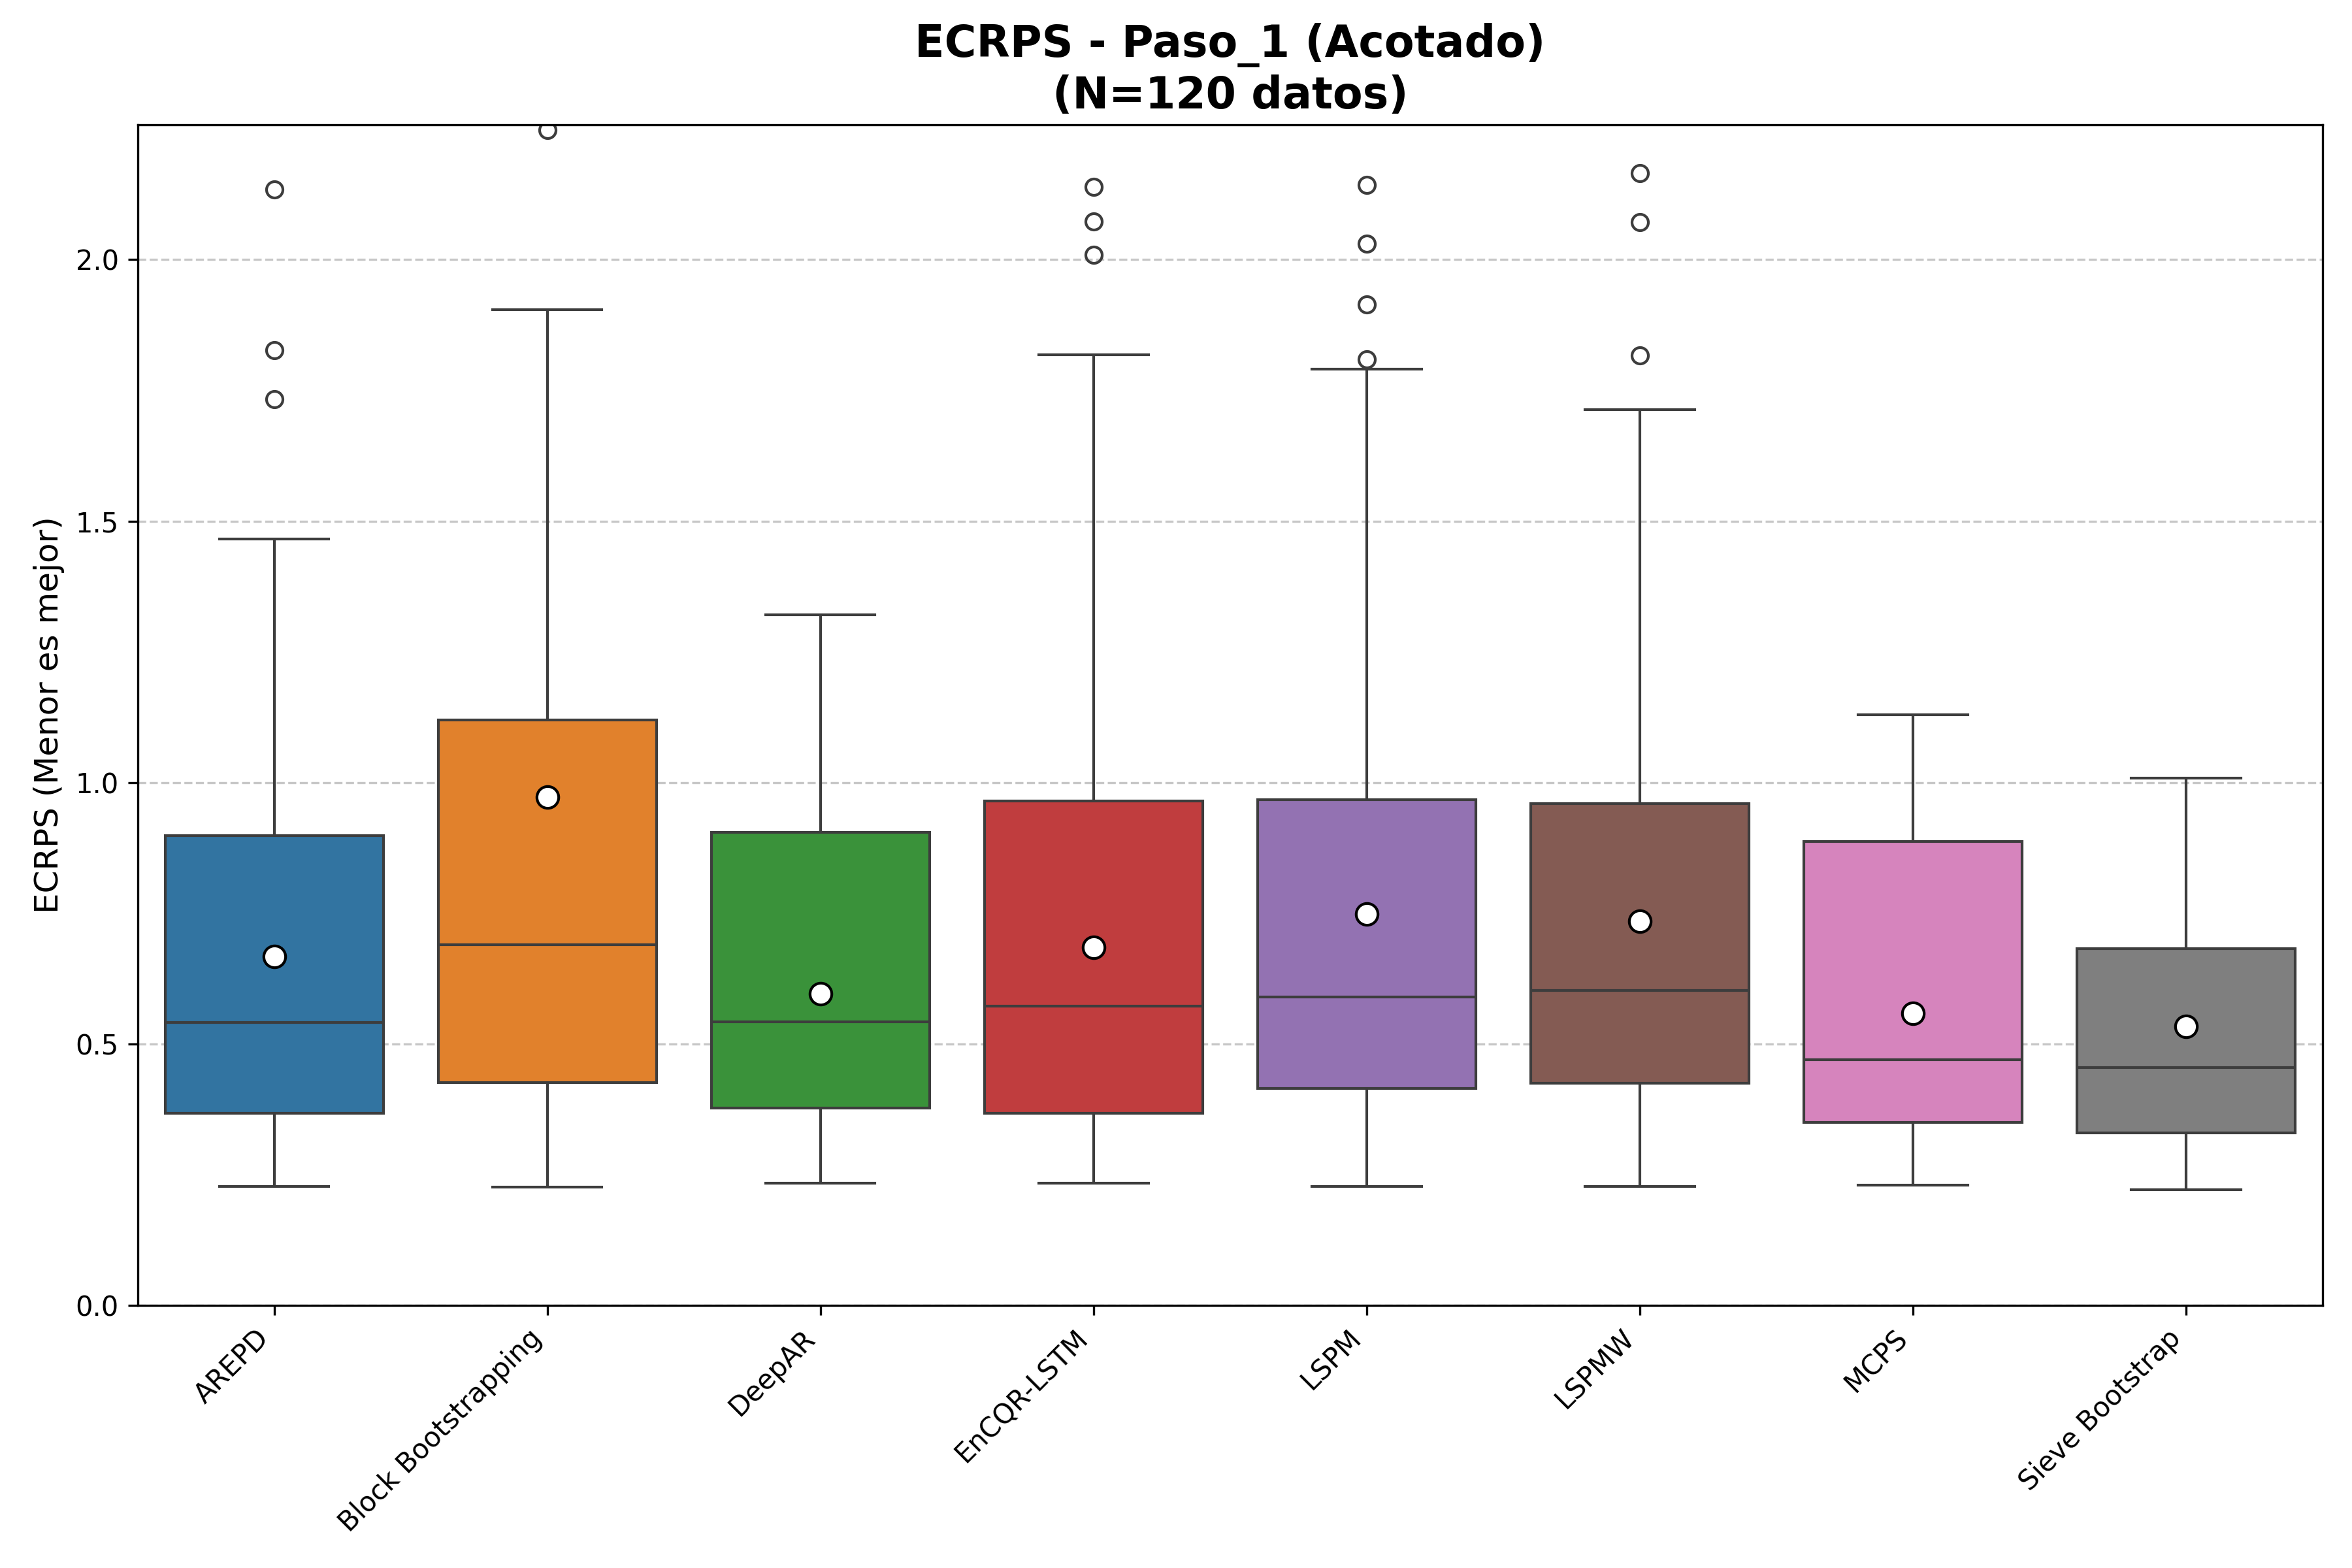 ECRPS - Paso_1 (Acotado)
(N=120 datos)
ECRPS (Menor es mejor)
2.0
1.5
1.0
0.5
0.0
AREPD
Block Bootstrapping
DeepAR
EnCQR-LSTM
LSPM
LSPMW
MCPS
Sieve Bootstrap